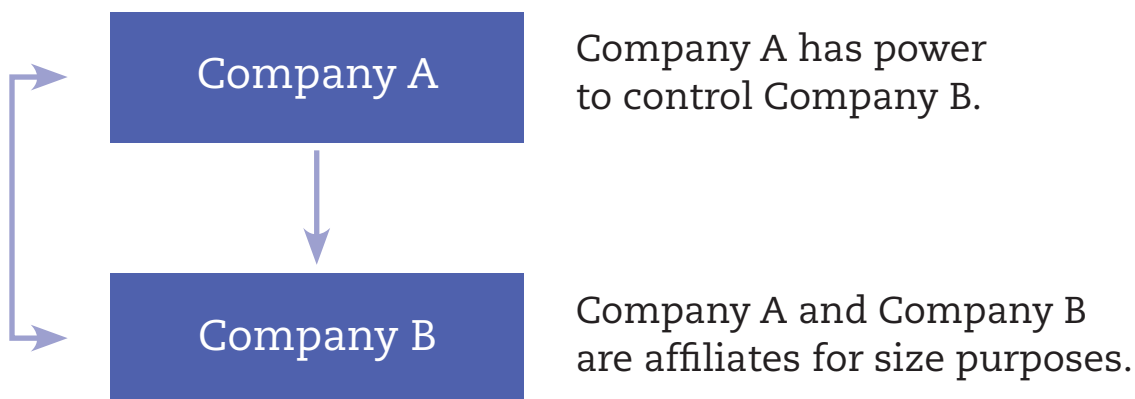 Company A
Company A has power
to control Company B.
Company B
Company A and Company B
are affiliates for size purposes.